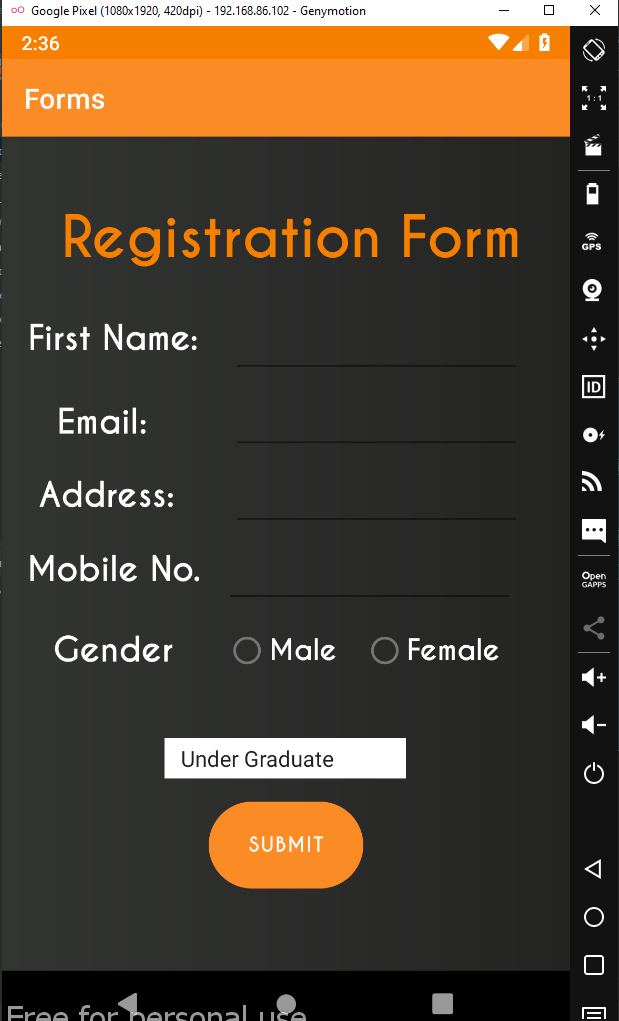 Google Pixel (1080x1920, 420dpi) - 192.168.86.102 - Genymotion
2:36
Forms
1 : 1
GPS
Registration Form
First Name:
ID
Email:
Address:
Mobile No.
Open
GAPPS
Gender Male Female
Under Graduate
SUBMIT
Free for personal use